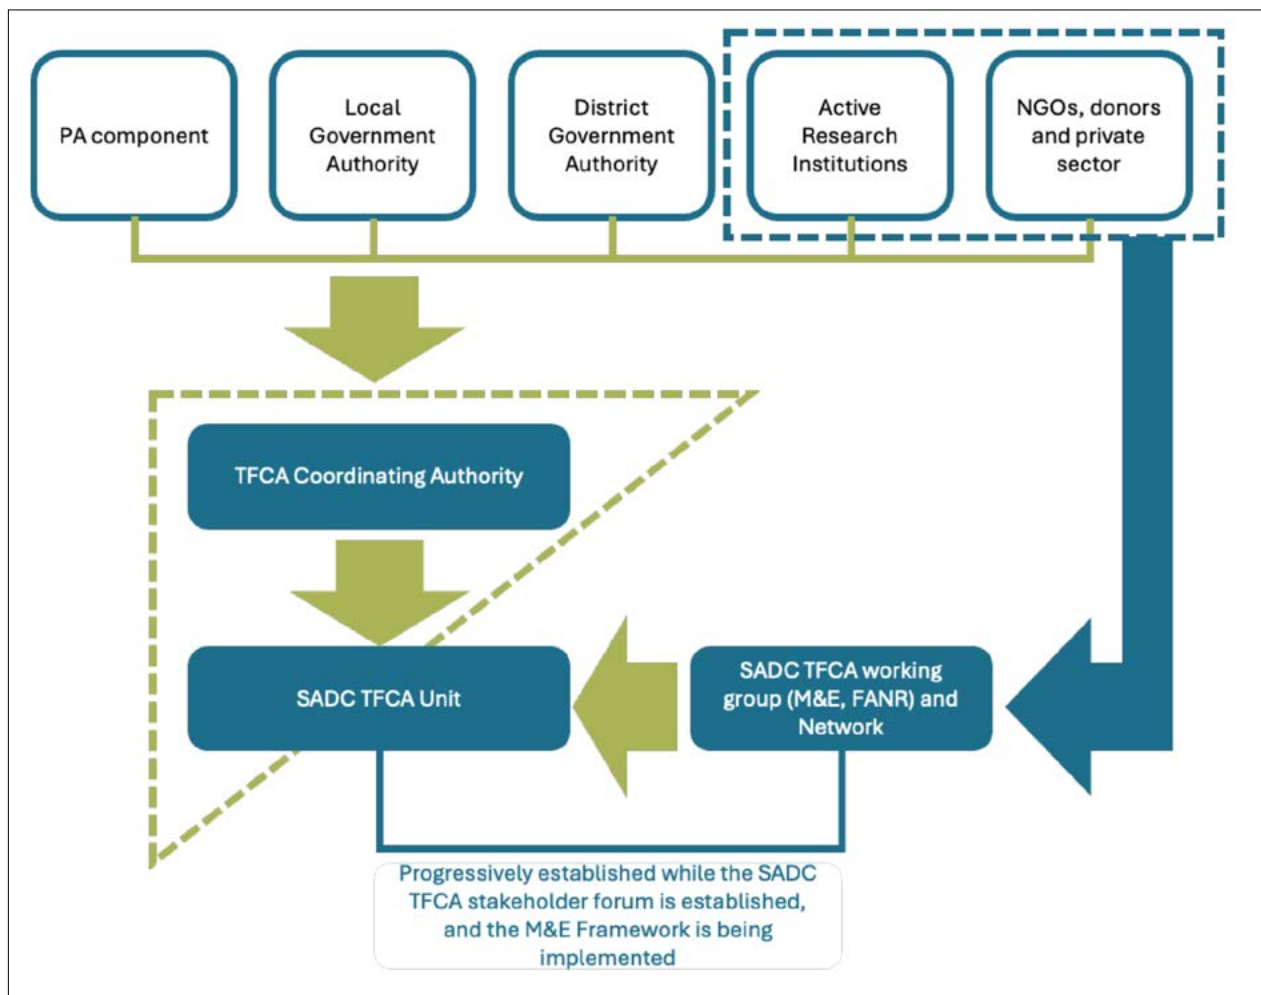 PA component
Local
Government
Authority
District
Government
Authority
Active
Research
Institutions
NGOs, donors
and private
sector
TFCA Coordinating Authority
SADC TFCA Unit
SADC TFCA working
group (M&E, FANR) and
Network
Progressively established while the SADC
TFCA stakeholder forum is established,
and the M&E Framework is being
implemented